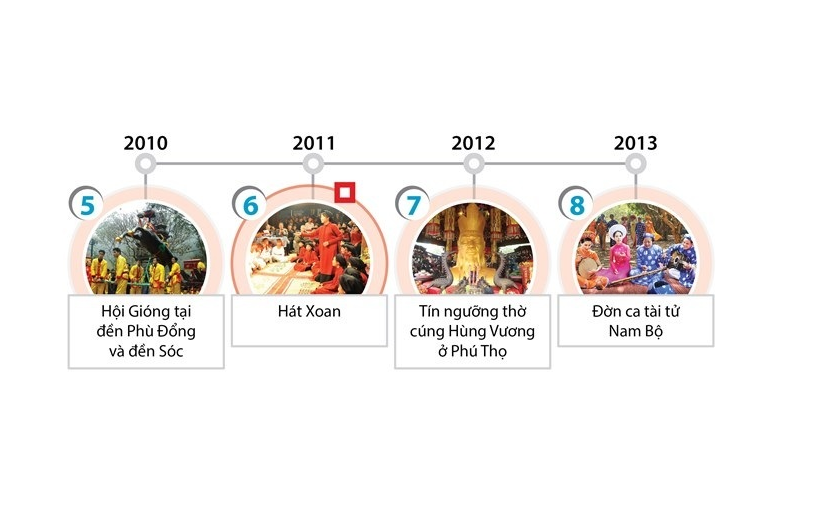 2010
2011
2012
2013
5
6
7
8
Hội Gióng tại
đền Phù Đổng
và đền Sóc
Hát Xoan
Tín ngưỡng thờ
cúng Hùng Vương
ở Phú Thọ
Đờn ca tài tử
Nam Bộ